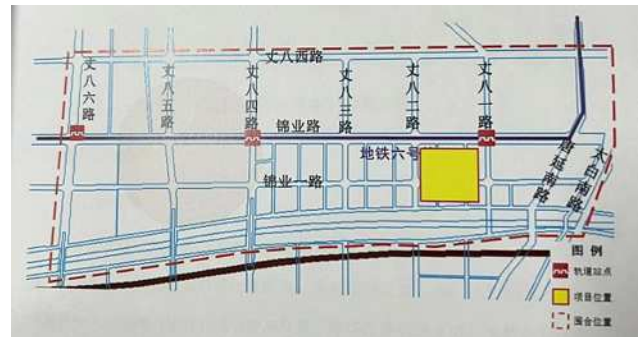 丈八西路
丈八六路
丈八五路
丈八四路
丈八三路
丈八二路
丈八一路
锦业路
地铁六号
锦业一路
唐延南路
太白南路
图例
轨道站点
项目位置
围合位置